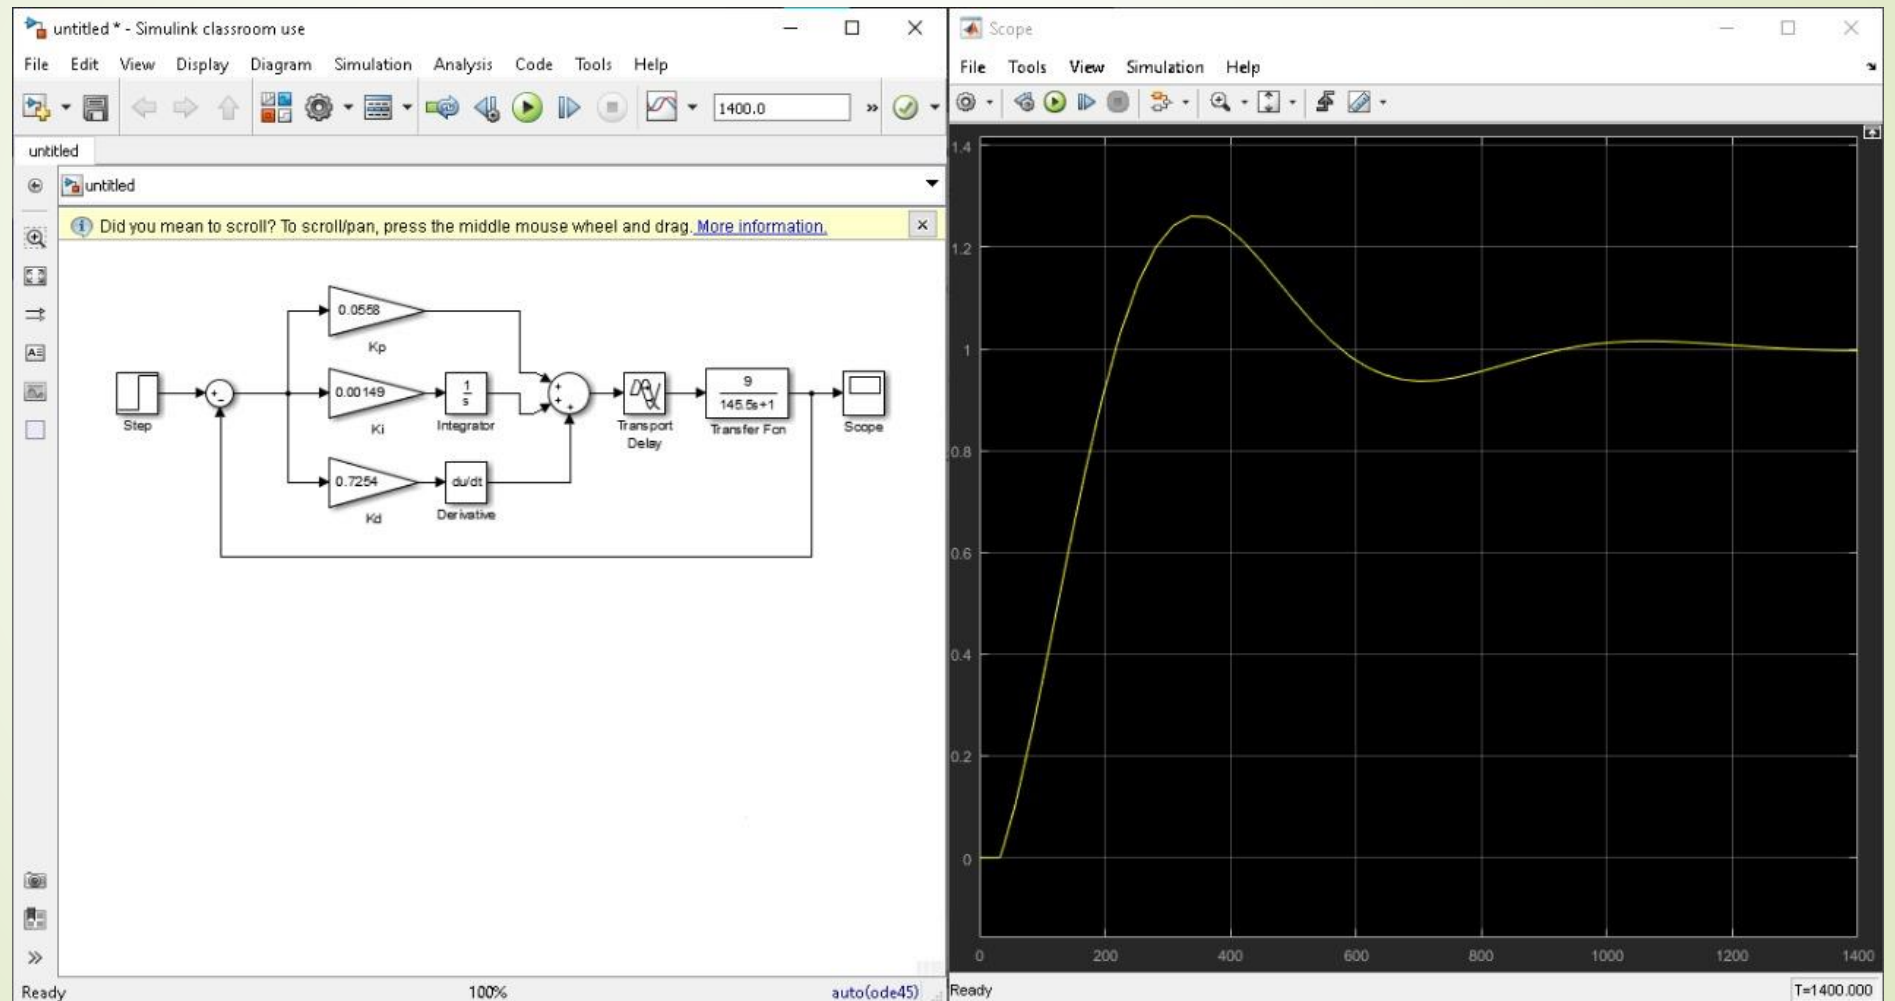 untitled * - Simulink classroom use
File Edit View Display Diagram Simulation Analysis Code Tools Help
1400.0
»
untitled
untitled
Did you mean to scroll? To scroll/pan, press the middle mouse wheel and drag. More information.
0.0558
Kp
Step
+
-
0.00149
Ki
1
s
Integrator
+
+
+
Transport
Delay
9
145.5s+1
Transfer Fcn
Scope
0.7254
Kd
du/dt
Derivative
»
Ready
100%
auto(ode45)
Scope
File Tools View Simulation Help
1.4
1.2
1
0.8
0.6
0.4
0.2
0
0 200 400 600 800 1000 1200 1400
Ready
T=1400.000